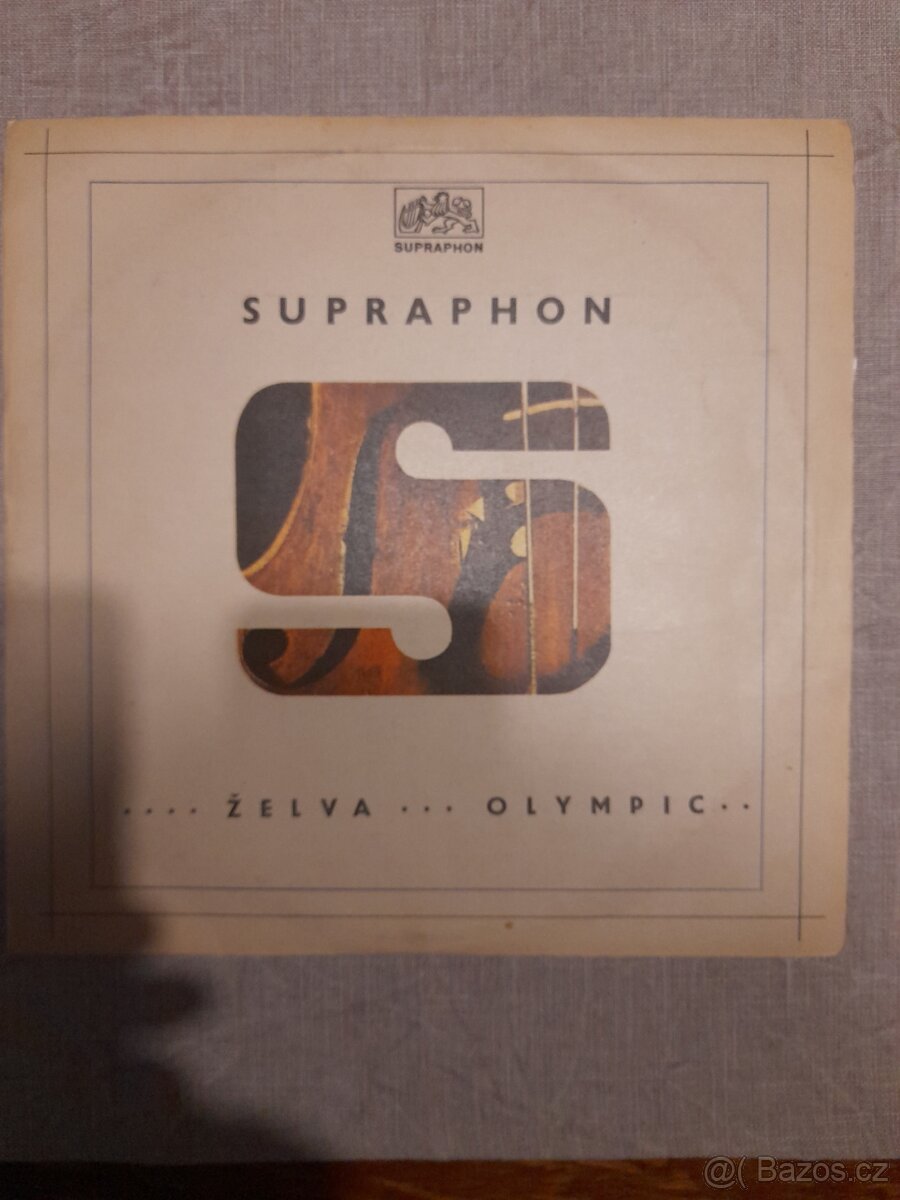 SUPRAPHON
SUPRAPHON
.... ŽELVA ... OLYMPIC..
@( Bazos.cz